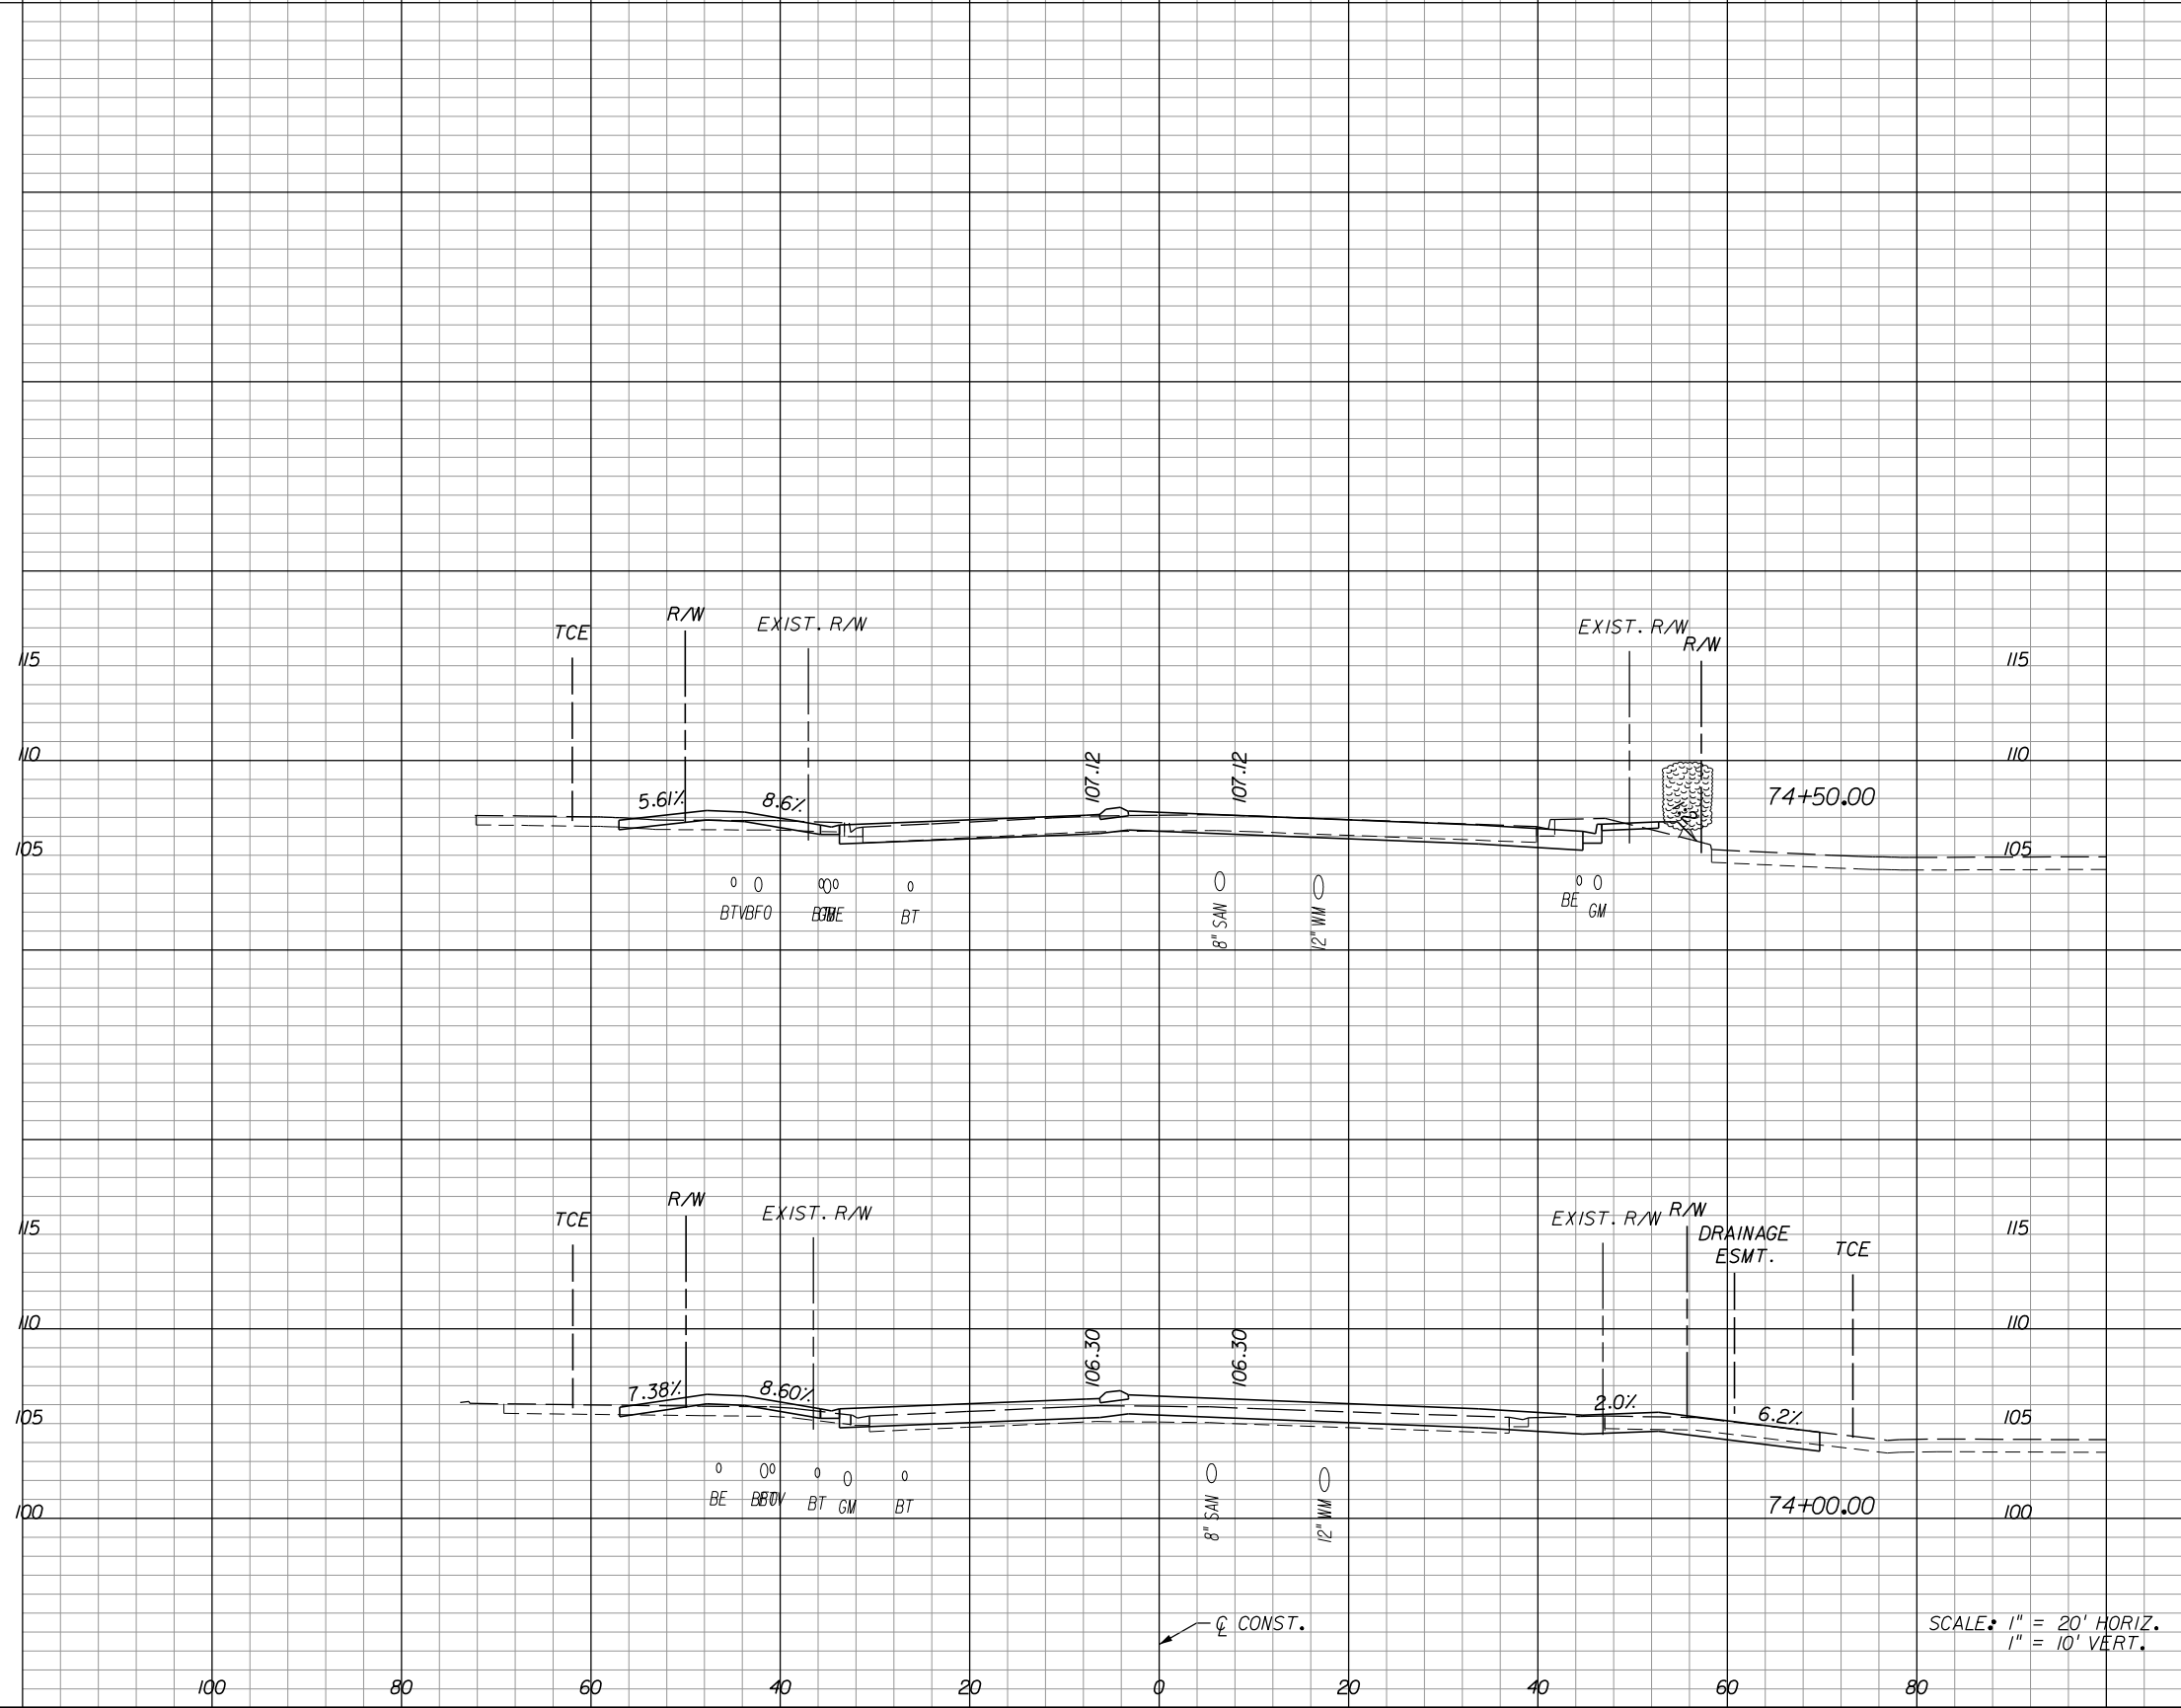 TCE
R/W
EXIST. R/W
EXIST. R/W
R/W
115
115
110
107.12
107.12
110
5.61%
8.6%
74+50.00
105
105
BTV
BFO
BT
BE
GM
8" SAN
12" WM
TCE
R/W
EXIST. R/W
EXIST. R/W
R/W
DRAINAGE
ESMT.
TCE
115
115
110
106.30
106.30
110
7.38%
8.60%
2.0%
6.2%
105
105
BE
BT
GM
BT
8" SAN
12" WM
100
74+00.00
100
℄ CONST.
SCALE: 1" = 20' HORIZ.
1" = 10' VERT.
100 80 60 40 20 0 20 40 60 80